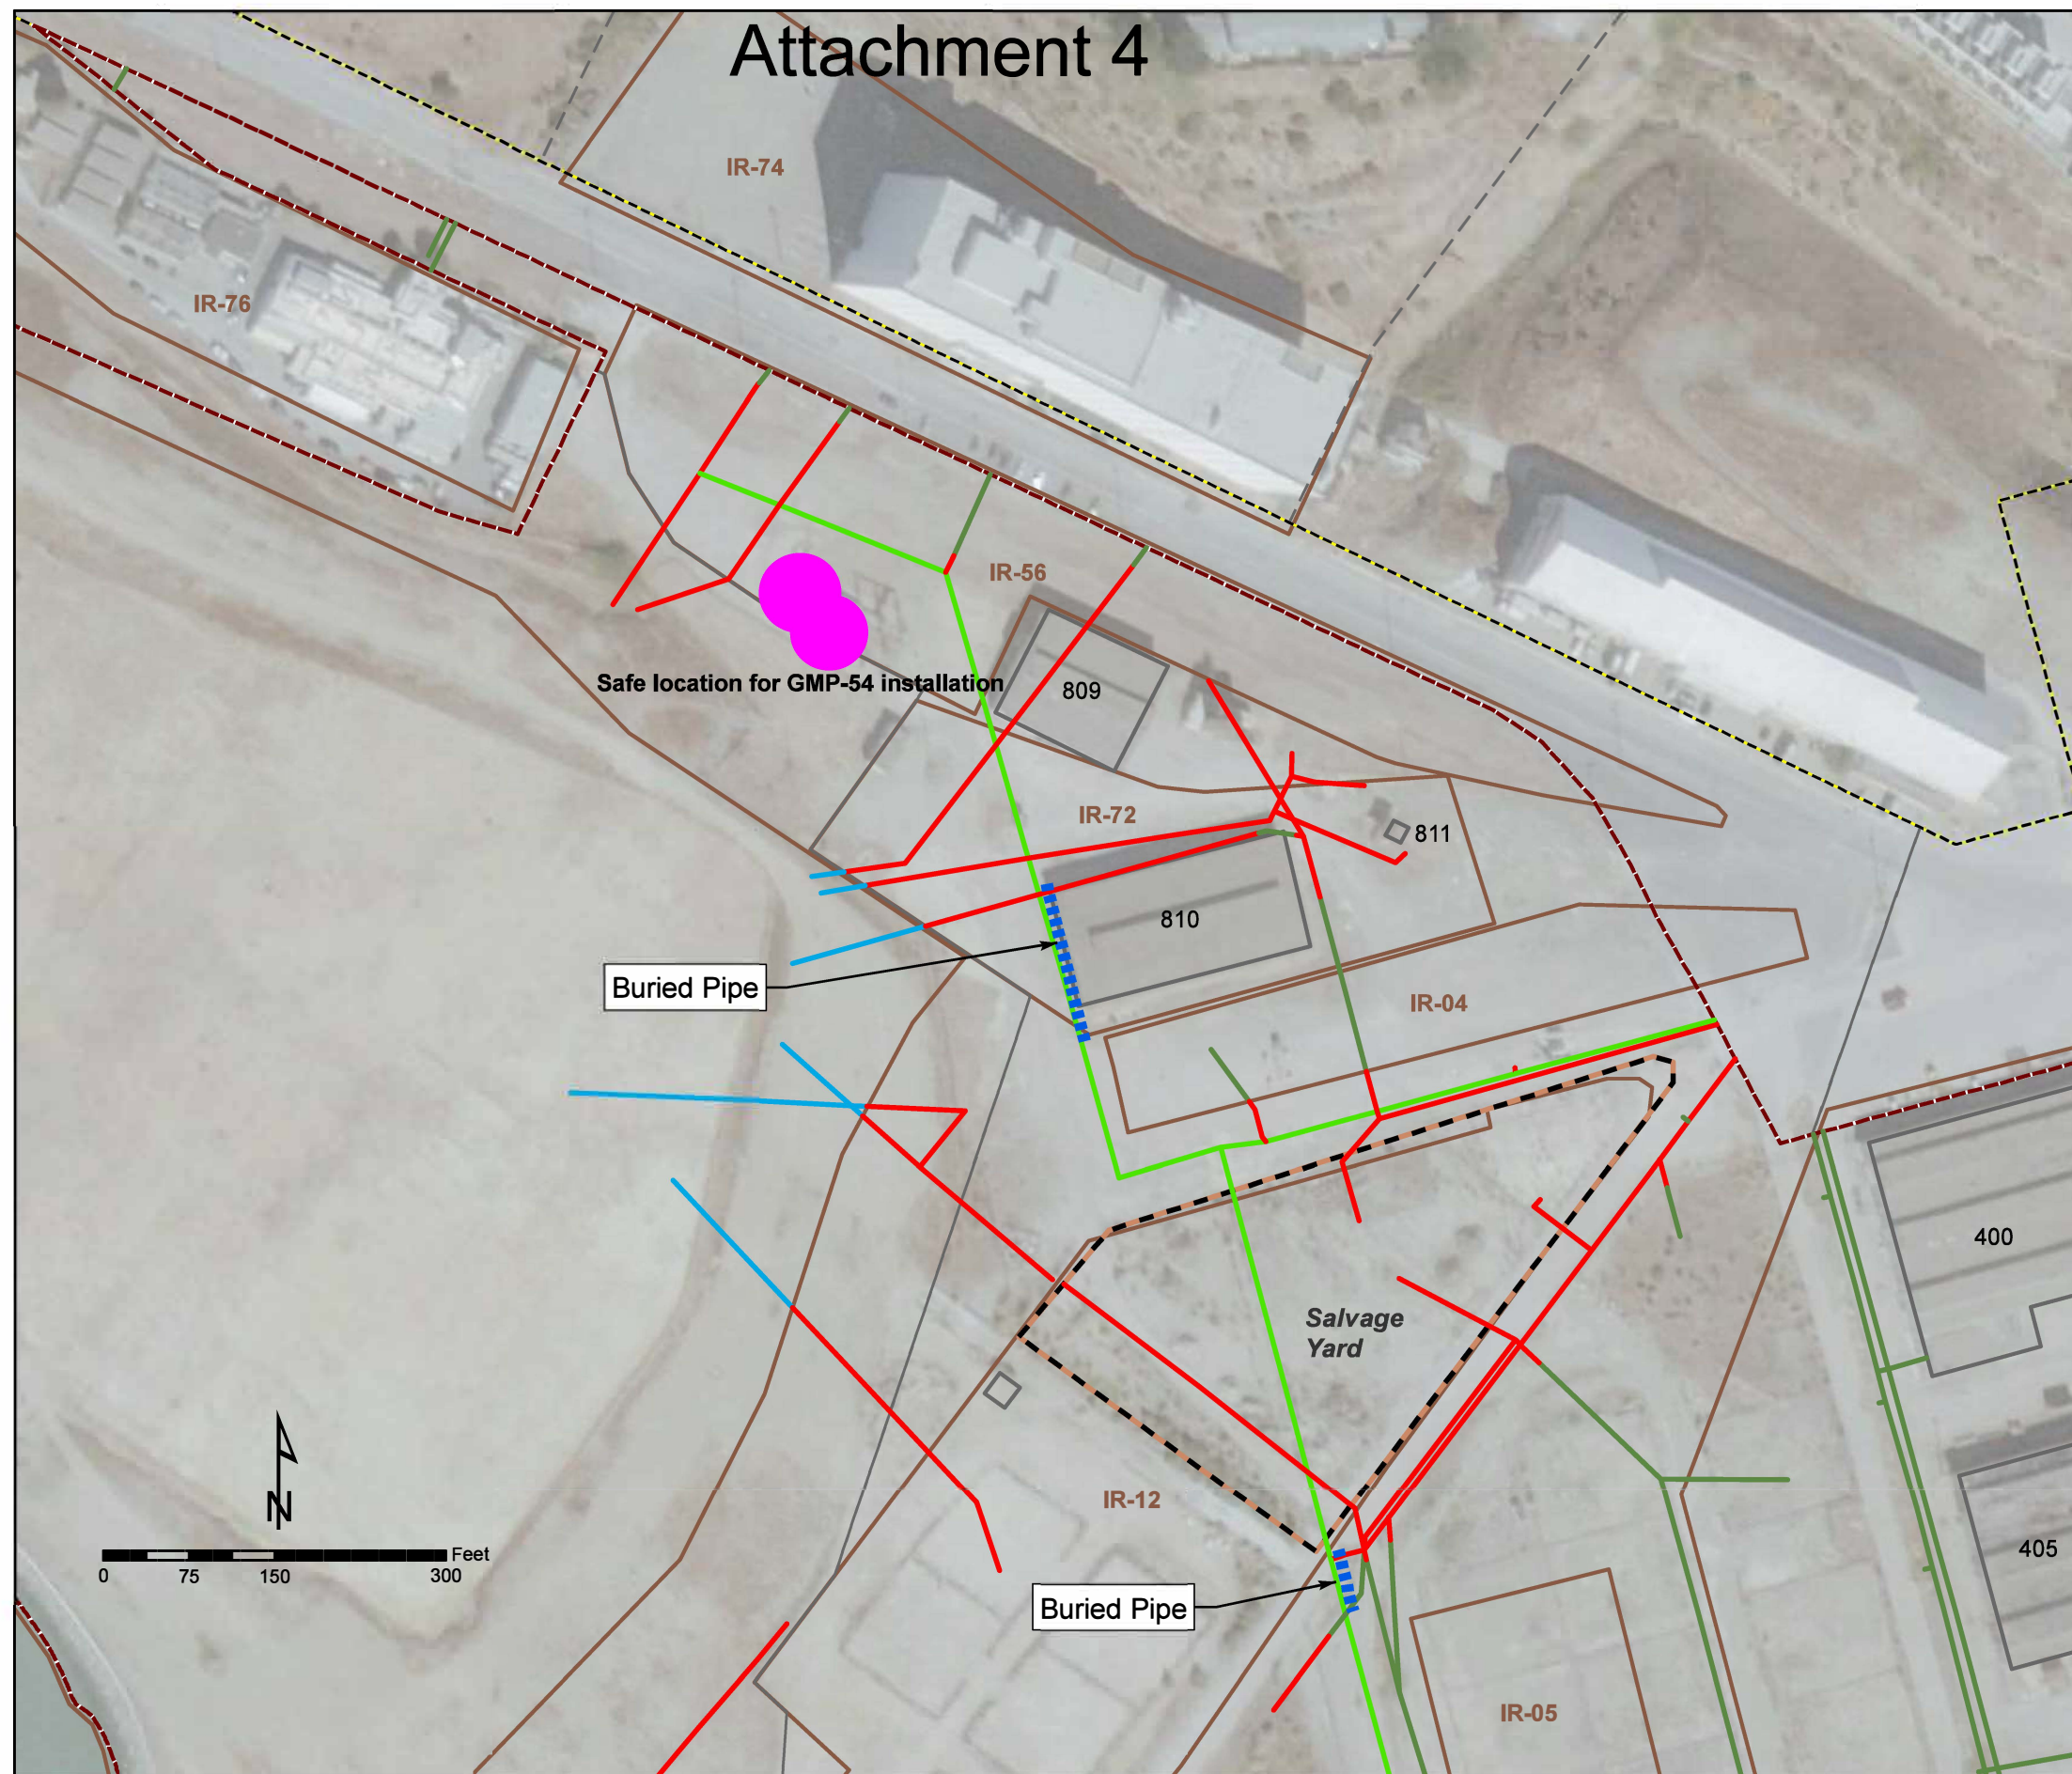 Attachment 4
IR-74
IR-76
IR-56
Safe location for GMP-54 installation
809
IR-72
811
810
Buried Pipe
IR-04
400
Salvage
Yard
N
IR-12
405
Feet
0 75 150 300
Buried Pipe
IR-05